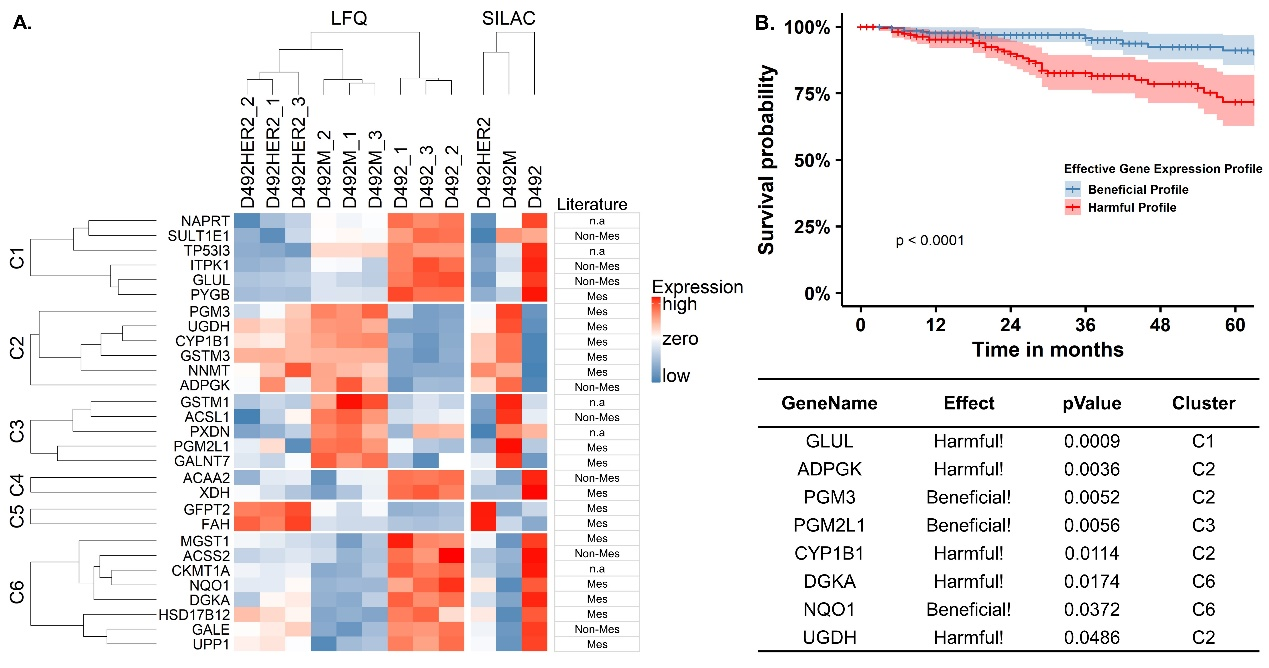 A.
LFQ SILAC
D492HER2_2
D492HER2_1
D492HER2_3
D492M_2
D492M_1
D492M_3
D492_1
D492_3
D492_2
D492HER2
D492M
D492
Literature
C1
NAPRT n.a
SULT1E1 Non-Mes
TP53I3 n.a
ITPK1 Non-Mes
GLUL Non-Mes
PYGB Mes
C2
PGM3 Mes
UGDH Mes
CYP1B1 Mes
GSTM3 Mes
NNMT Mes
ADPGK Non-Mes
C3
GSTM1 n.a
ACSL1 Non-Mes
PXDN n.a
PGM2L1 Mes
GALNT7 Mes
C4
ACAA2 Non-Mes
XDH Mes
C5
GFPT2 Mes
FAH Mes
C6
MGST1 Mes
ACSS2 Non-Mes
CKMT1A n.a
NQO1 Mes
DGKA Mes
HSD17B12 Mes
GALE Non-Mes
UPP1 Mes
Expression
high
zero
low
B.
Survival probability
100%
75%
50%
25%
0%
Effective Gene Expression Profile
Beneficial Profile
Harmful Profile
p < 0.0001
0 12 24 36 48 60
Time in months
GeneName Effect pValue Cluster
GLUL Harmful! 0.0009 C1
ADPGK Harmful! 0.0036 C2
PGM3 Beneficial! 0.0052 C2
PGM2L1 Beneficial! 0.0056 C3
CYP1B1 Harmful! 0.0114 C2
DGKA Harmful! 0.0174 C6
NQO1 Beneficial! 0.0372 C6
UGDH Harmful! 0.0486 C2